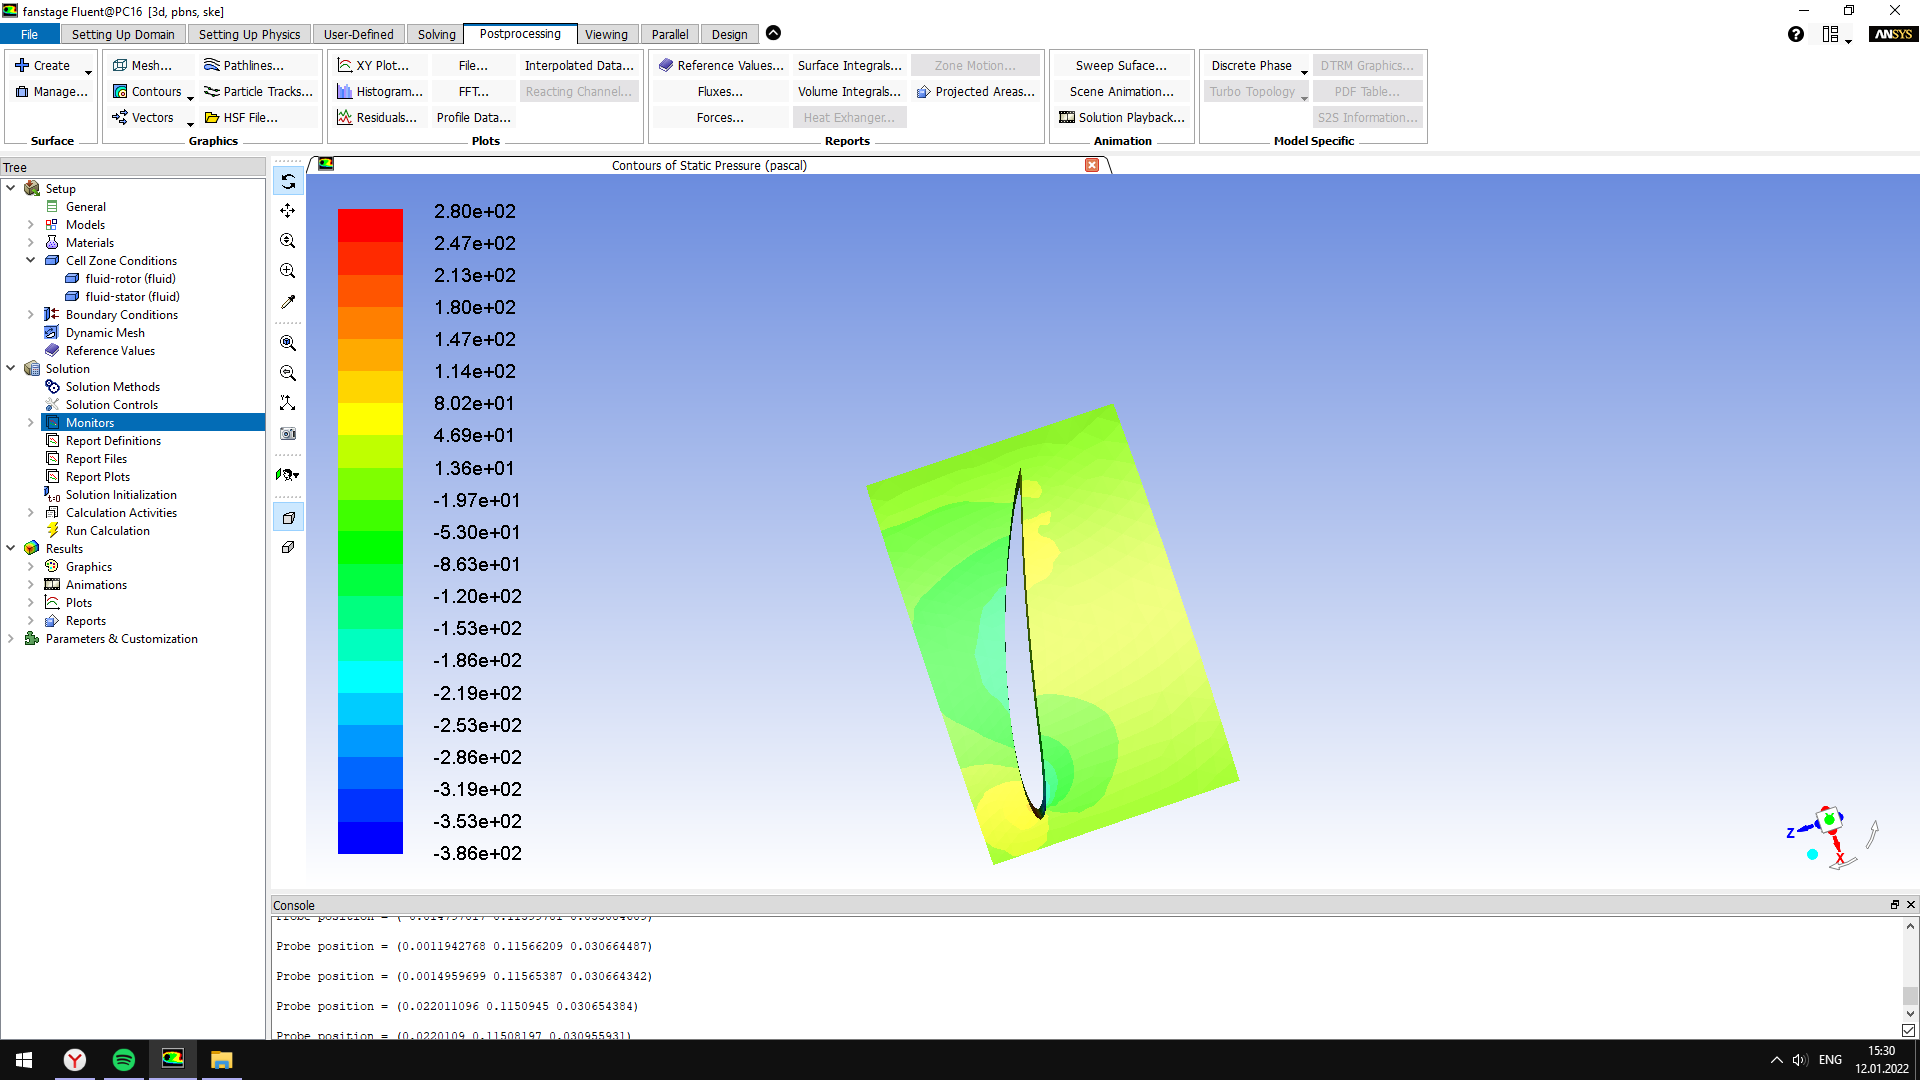 fanstage Fluent@PC16 [3d, pbns, ske]
File Setting Up Domain Setting Up Physics User-Defined Solving Postprocessing Viewing Parallel Design
ANSYS
Create Mesh... Pathlines... XY Plot... File... Interpolated Data... Reference Values... Surface Integrals... Zone Motion... Sweep Suface... Discrete Phase DTRM Graphics...
Manage... Contours Particle Tracks... Histogram... FFT... Reacting Channel... Fluxes... Volume Integrals... Projected Areas... Scene Animation... Turbo Topology PDF Table...
Vectors HSF File... Residuals... Profile Data... Forces... Heat Exhanger... Solution Playback... S2S Information...
Surface Graphics Plots Reports Animation Model Specific
Tree
Setup
General
Models
Materials
Cell Zone Conditions
fluid-rotor (fluid)
fluid-stator (fluid)
Boundary Conditions
Dynamic Mesh
Reference Values
Solution
Solution Methods
Solution Controls
Monitors
Report Definitions
Report Files
Report Plots
Solution Initialization
Calculation Activities
Run Calculation
Results
Graphics
Animations
Plots
Reports
Parameters & Customization
Contours of Static Pressure (pascal)
2.80e+02
2.47e+02
2.13e+02
1.80e+02
1.47e+02
1.14e+02
8.02e+01
4.69e+01
1.36e+01
-1.97e+01
-5.30e+01
-8.63e+01
-1.20e+02
-1.53e+02
-1.86e+02
-2.19e+02
-2.53e+02
-2.86e+02
-3.19e+02
-3.53e+02
-3.86e+02
Z
X
Console
Probe position = (0.0011942768 0.11566209 0.030664487)
Probe position = (0.0014959699 0.11565387 0.030664342)
Probe position = (0.022011096 0.1150945 0.030654384)
Probe position = (0.0220109 0.11508197 0.030955931)
ENG
15:30
12.01.2022